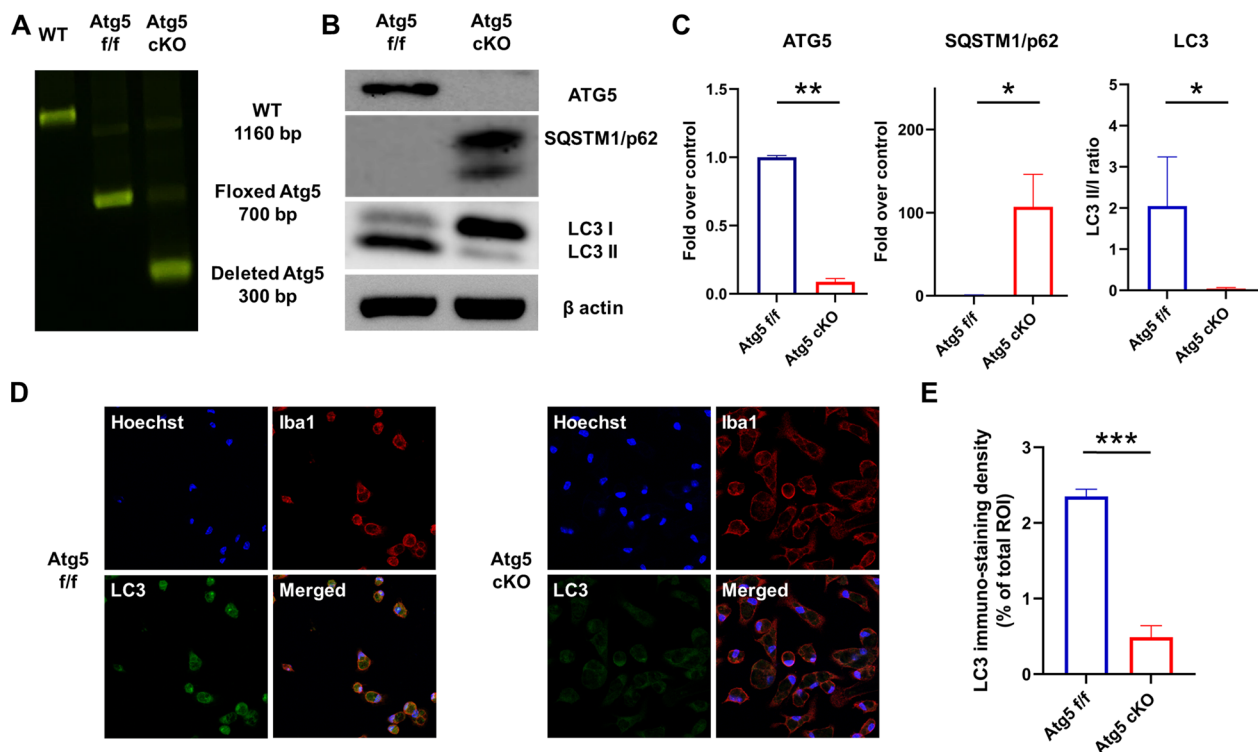 A
WT
Atg5
f/f
Atg5
cKO
WT
1160 bp
Floxed Atg5
700 bp
Deleted Atg5
300 bp
B
Atg5
f/f
Atg5
cKO
ATG5
SQSTM1/p62
LC3 I
LC3 II
β actin
C
ATG5
Fold over control
1.5
1.0
0.5
0.0
**
Atg5 f/f
Atg5 cKO
SQSTM1/p62
Fold over control
200
100
0
*
Atg5 f/f
Atg5 cKO
LC3
LC3 II/I ratio
5
4
3
2
1
0
*
Atg5 f/f
Atg5 cKO
D
Atg5
f/f
Hoechst
Iba1
LC3
Merged
Atg5
cKO
Hoechst
Iba1
LC3
Merged
E
LC3 immuno-staining density
(% of total ROI)
3
2
1
0
***
Atg5 f/f
Atg5 cKO